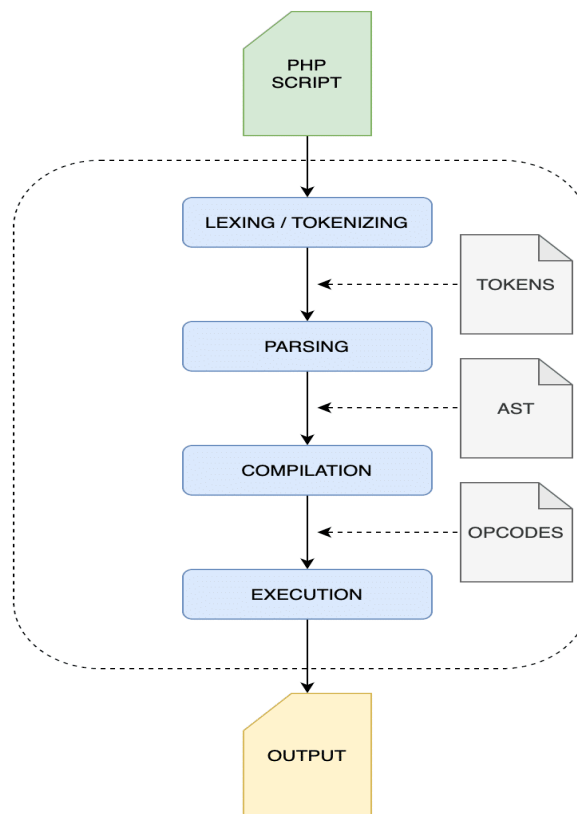 PHP
SCRIPT
LEXING / TOKENIZING
TOKENS
PARSING
AST
COMPILATION
OPCODES
EXECUTION
OUTPUT